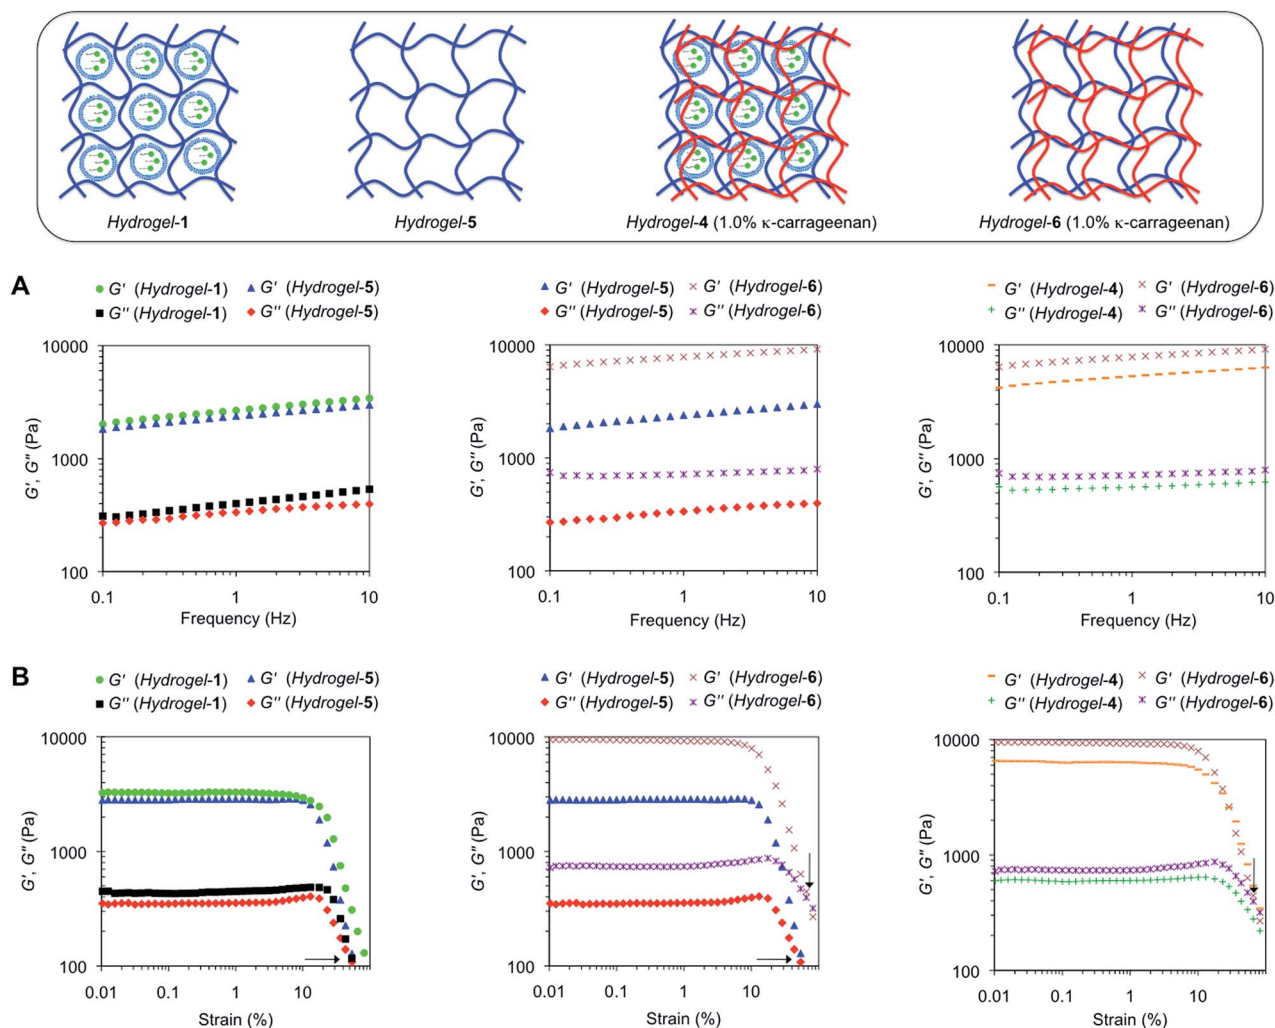 Hydrogel-1
Hydrogel-5
Hydrogel-4 (1.0% κ-carrageenan)
Hydrogel-6 (1.0% κ-carrageenan)
A
G' (Hydrogel-1) G' (Hydrogel-5)
G'' (Hydrogel-1) G'' (Hydrogel-5)
10000
1000
100
G', G'' (Pa)
0.1 1 10
Frequency (Hz)
G' (Hydrogel-5) G' (Hydrogel-6)
G'' (Hydrogel-5) G'' (Hydrogel-6)
10000
1000
100
G', G'' (Pa)
0.1 1 10
Frequency (Hz)
G' (Hydrogel-4) G' (Hydrogel-6)
G'' (Hydrogel-4) G'' (Hydrogel-6)
10000
1000
100
G', G'' (Pa)
0.1 1 10
Frequency (Hz)
B
G' (Hydrogel-1) G' (Hydrogel-5)
G'' (Hydrogel-1) G'' (Hydrogel-5)
10000
1000
100
G', G'' (Pa)
0.01 0.1 1 10
Strain (%)
G' (Hydrogel-5) G' (Hydrogel-6)
G'' (Hydrogel-5) G'' (Hydrogel-6)
10000
1000
100
G', G'' (Pa)
0.01 0.1 1 10
Strain (%)
G' (Hydrogel-4) G' (Hydrogel-6)
G'' (Hydrogel-4) G'' (Hydrogel-6)
10000
1000
100
G', G'' (Pa)
0.01 0.1 1 10
Strain (%)